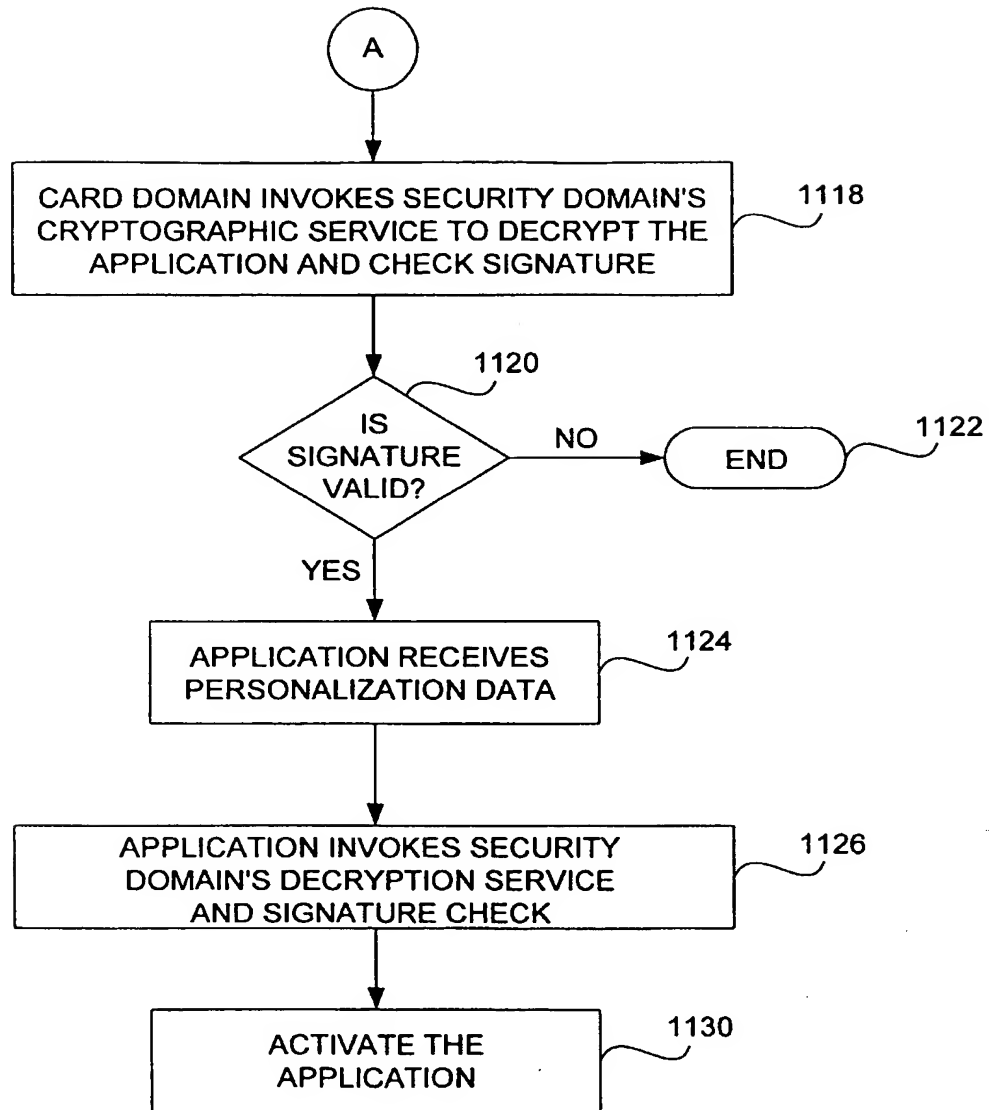 A
CARD DOMAIN INVOKES SECURITY DOMAIN'S
CRYPTOGRAPHIC SERVICE TO DECRYPT THE
APPLICATION AND CHECK SIGNATURE
1118
1120
IS
SIGNATURE
VALID?
NO
END
1122
YES
APPLICATION RECEIVES
PERSONALIZATION DATA
1124
APPLICATION INVOKES SECURITY
DOMAIN'S DECRYPTION SERVICE
AND SIGNATURE CHECK
1126
ACTIVATE THE
APPLICATION
1130